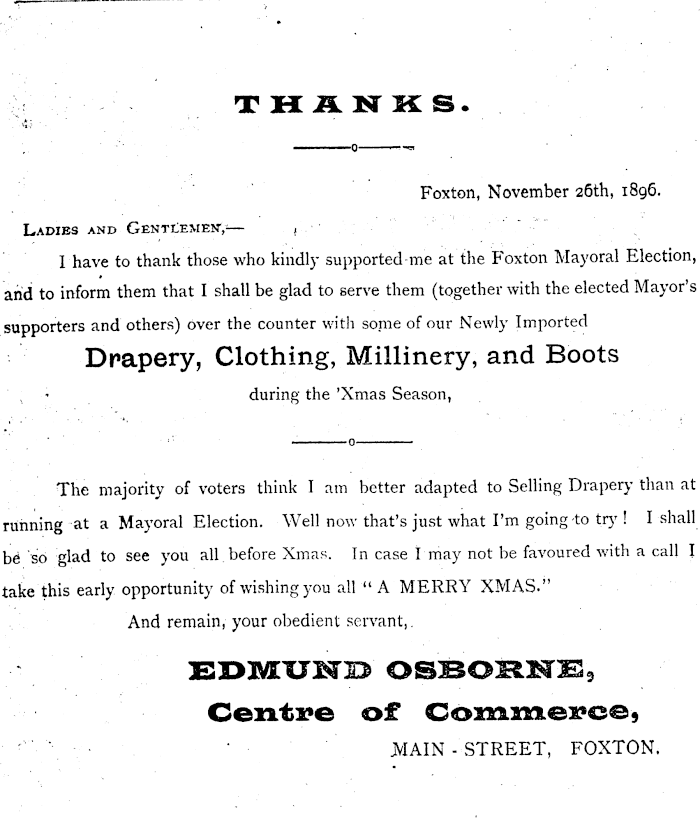 THANKS.
Foxton, November 26th, 1896.
LADIES AND GENTLEMEN,—
I have to thank those who kindly supported me at the Foxton Mayoral Election,
and to inform them that I shall be glad to serve them (together with the elected Mayor's
supporters and others) over the counter with some of our Newly Imported
Drapery, Clothing, Millinery, and Boots
during the 'Xmas Season,
The majority of voters think I am better adapted to Selling Drapery than at
running at a Mayoral Election. Well now that's just what I'm going to try! I shall
be so glad to see you all before Xmas. In case I may not be favoured with a call I
take this early opportunity of wishing you all "A MERRY XMAS."
And remain, your obedient servant,
EDMUND OSBORNE,
Centre of Commerce,
MAIN-STREET, FOXTON.